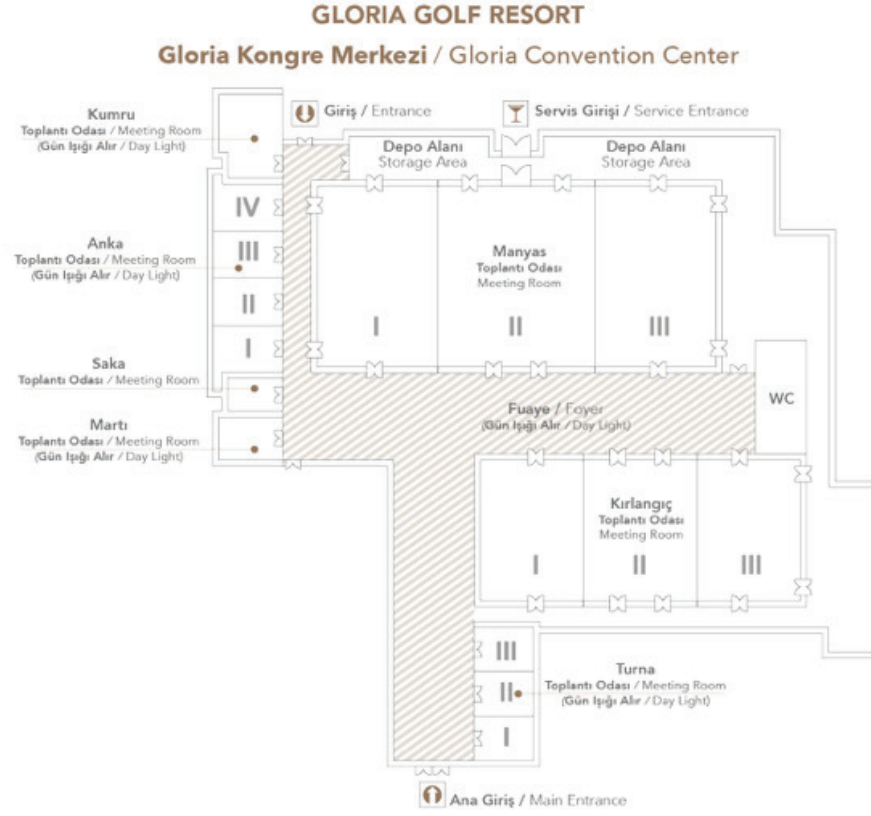 GLORIA GOLF RESORT
Gloria Kongre Merkezi / Gloria Convention Center
Giriş / Entrance
Servis Girişi / Service Entrance
Kumru
Toplantı Odası / Meeting Room
(Gün Işığı Alır / Day Light)
Depo Alanı
Storage Area
Depo Alanı
Storage Area
IV
III
II
I
Anka
Toplantı Odası / Meeting Room
(Gün Işığı Alır / Day Light)
Manyas
Toplantı Odası
Meeting Room
I
II
III
Saka
Toplantı Odası / Meeting Room
Martı
Toplantı Odası / Meeting Room
(Gün Işığı Alır / Day Light)
Fuaye / Foyer
(Gün Işığı Alır / Day Light)
WC
Kırlangıç
Toplantı Odası
Meeting Room
I
II
III
III
II
I
Turna
Toplantı Odası / Meeting Room
(Gün Işığı Alır / Day Light)
Ana Giriş / Main Entrance